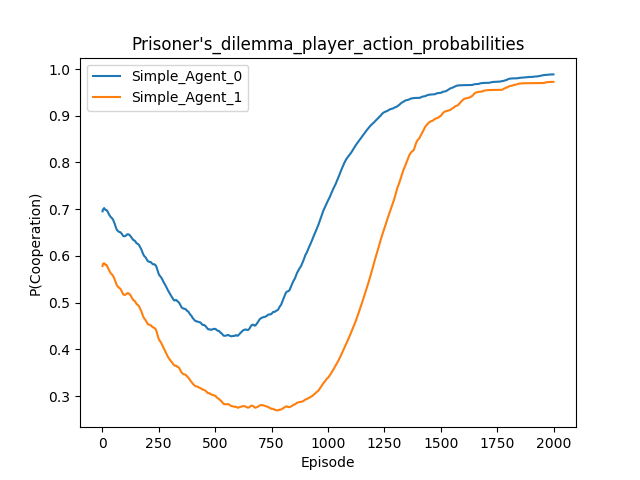 Prisoner's_dilemma_player_action_probabilities
Simple_Agent_0
Simple_Agent_1
P(Cooperation)
1.0
0.9
0.8
0.7
0.6
0.5
0.4
0.3
0 250 500 750 1000 1250 1500 1750 2000
Episode